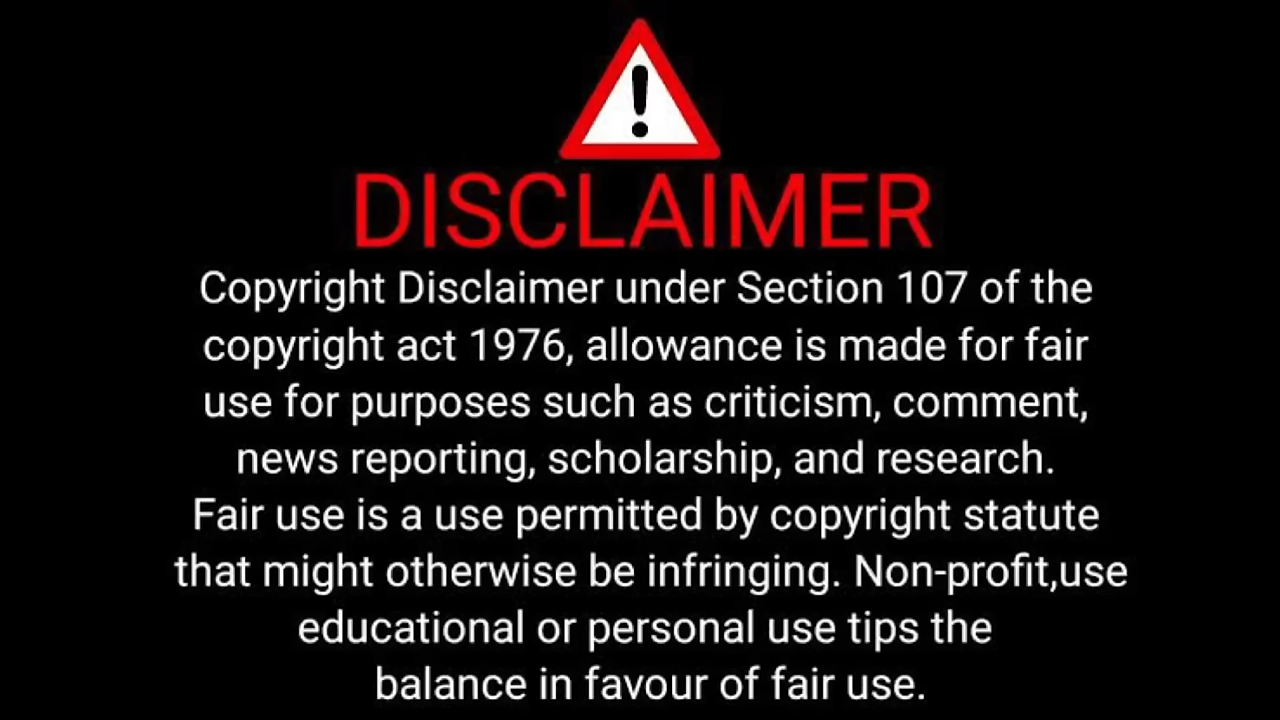 DISCLAIMER
Copyright Disclaimer under Section 107 of the
copyright act 1976, allowance is made for fair
use for purposes such as criticism, comment,
news reporting, scholarship, and research.
Fair use is a use permitted by copyright statute
that might otherwise be infringing. Non-profit,use
educational or personal use tips the
balance in favour of fair use.